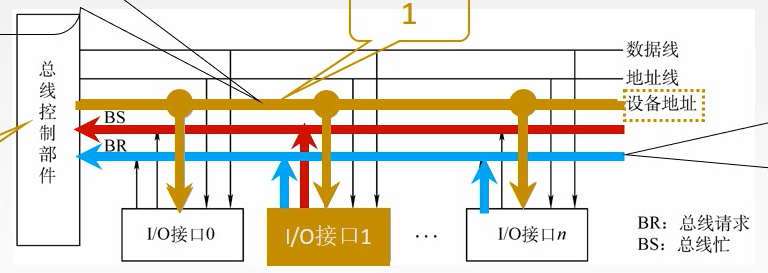 1
总线控制部件
数据线
地址线
设备地址
BS
BR
I/O接口0
I/O接口1
···
I/O接口n
BR：总线请求
BS：总线忙